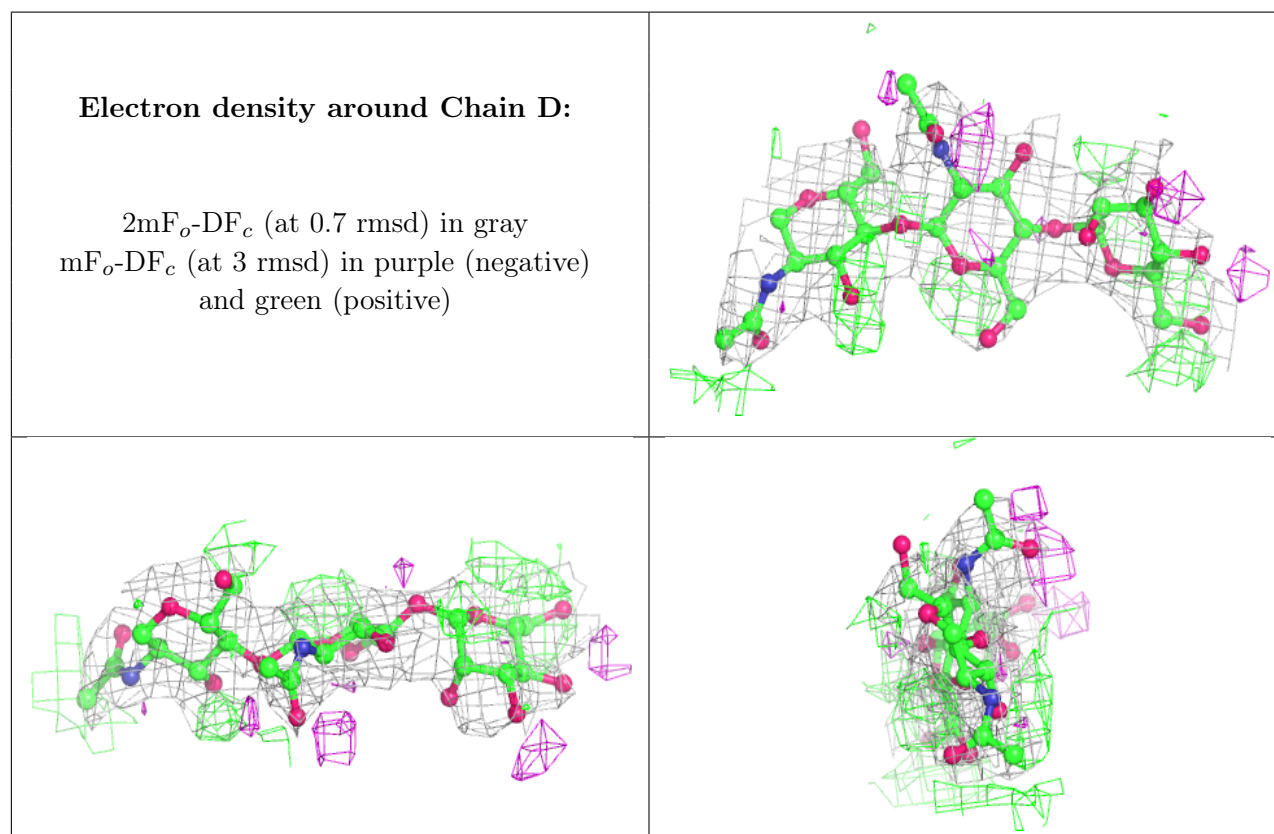 Electron density around Chain D:
2mFₒ-DF𝒸 (at 0.7 rmsd) in gray
mFₒ-DF𝒸 (at 3 rmsd) in purple (negative)
and green (positive)